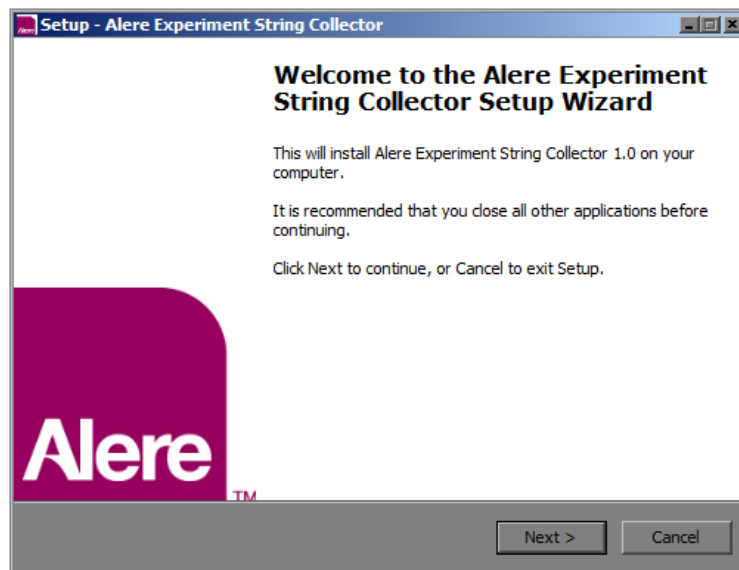 Setup - Alere Experiment String Collector
Welcome to the Alere Experiment
String Collector Setup Wizard
This will install Alere Experiment String Collector 1.0 on your
computer.
It is recommended that you close all other applications before
continuing.
Click Next to continue, or Cancel to exit Setup.
Alere
TM
Next >
Cancel